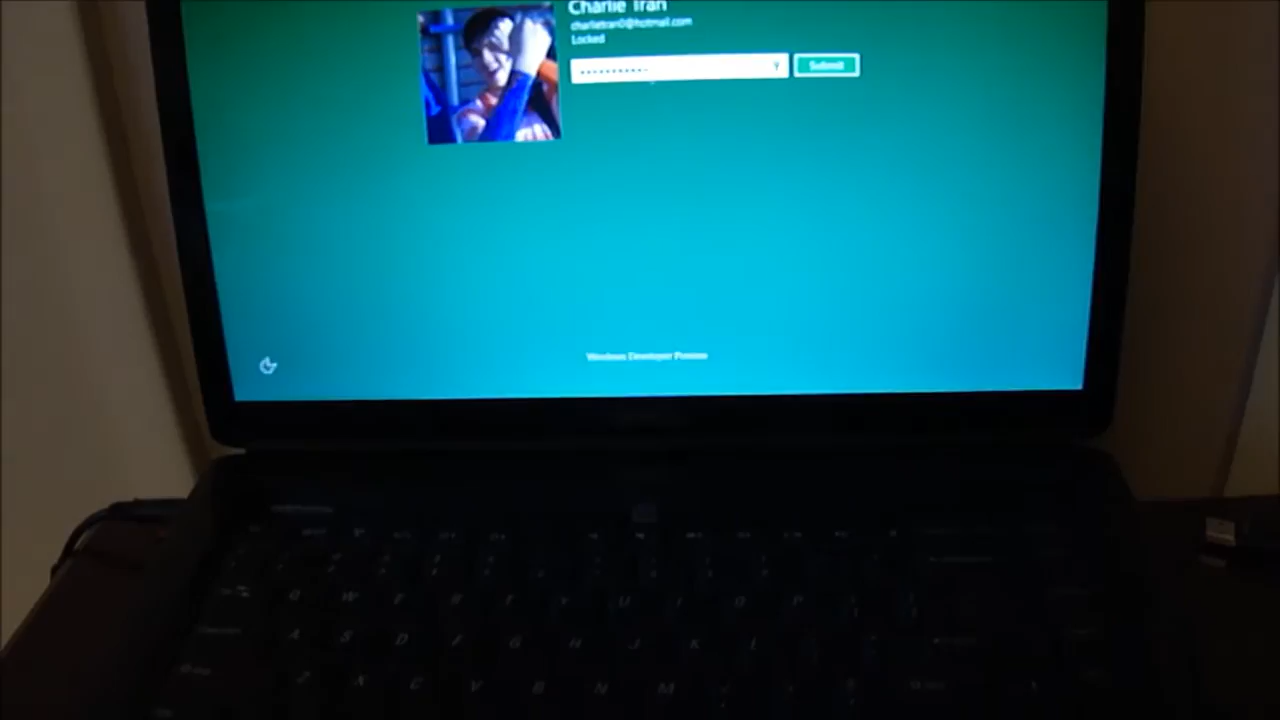 Charlie Tran
charlietran0@hotmail.com
Locked
Submit
Windows Developer Preview
Q W E R T Y U I O P
A S D F G H J K L
Z X C V B N M